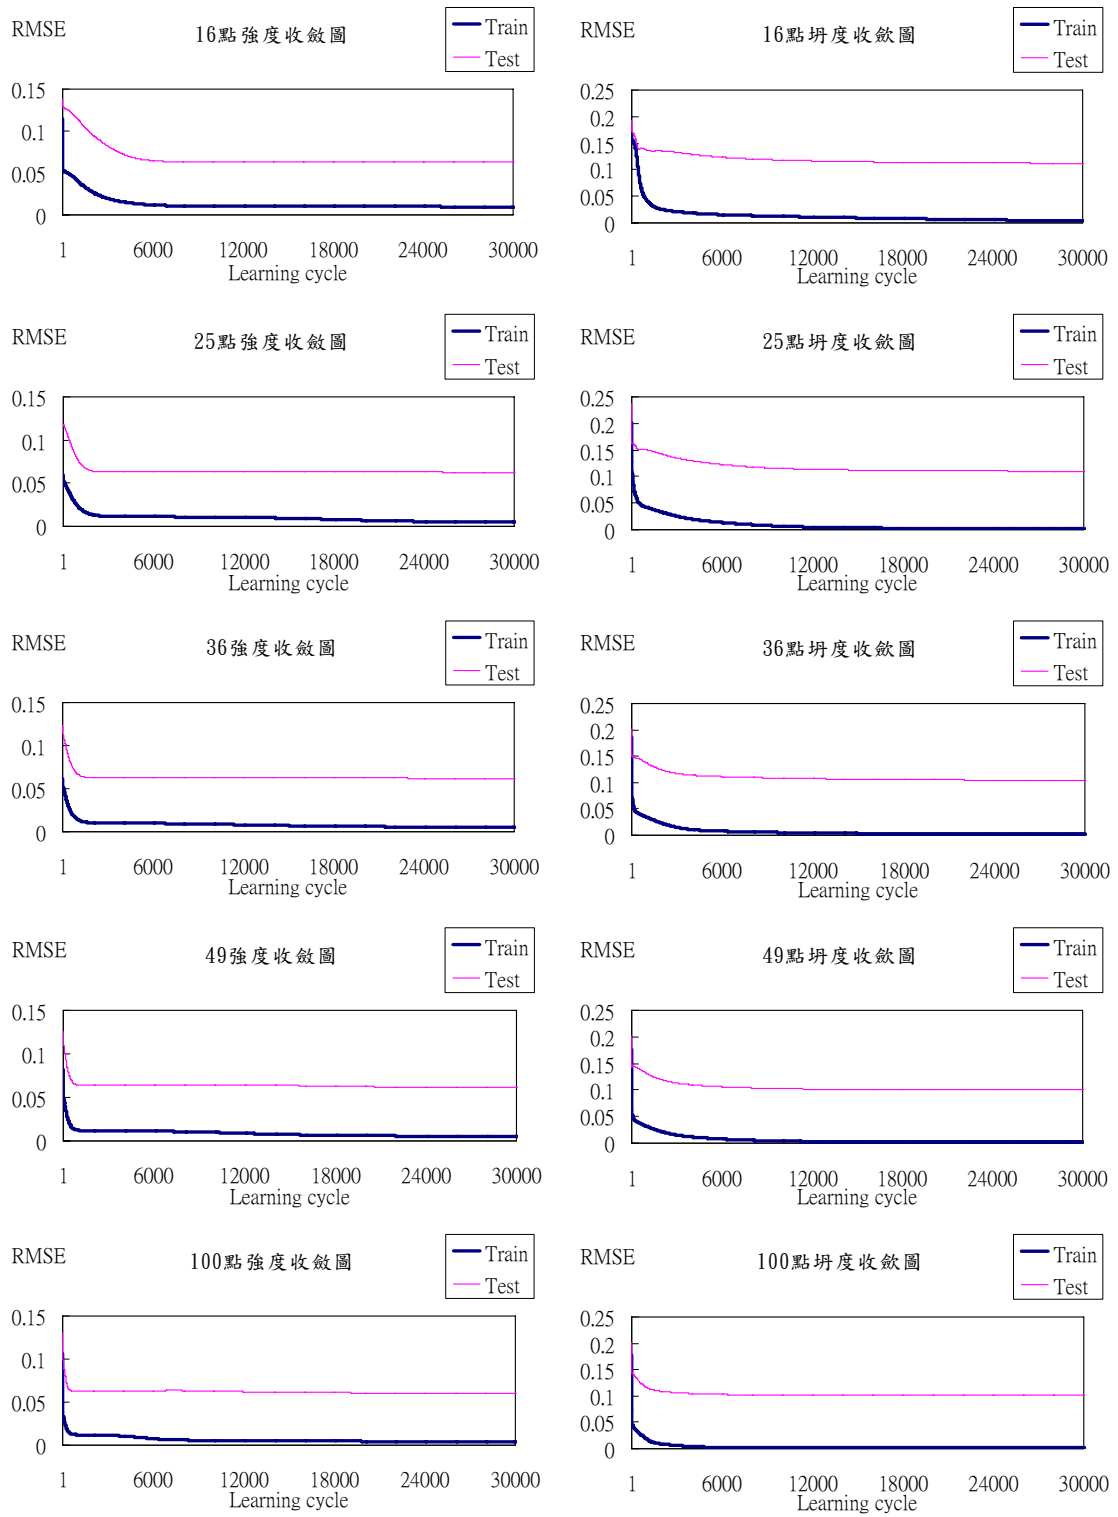 RMSE
16點強度收斂圖
Train
Test
0.15
0.1
0.05
0
1 6000 12000 18000 24000 30000
Learning cycle
RMSE
16點坍度收歛圖
Train
Test
0.25
0.2
0.15
0.1
0.05
0
1 6000 12000 18000 24000 30000
Learning cycle
RMSE
25點強度收斂圖
Train
Test
0.15
0.1
0.05
0
1 6000 12000 18000 24000 30000
Learning cycle
RMSE
25點坍度收歛圖
Train
Test
0.25
0.2
0.15
0.1
0.05
0
1 6000 12000 18000 24000 30000
Learning cycle
RMSE
36強度收斂圖
Train
Test
0.15
0.1
0.05
0
1 6000 12000 18000 24000 30000
Learning cycle
RMSE
36點坍度收歛圖
Train
Test
0.25
0.2
0.15
0.1
0.05
0
1 6000 12000 18000 24000 30000
Learning cycle
RMSE
49強度收斂圖
Train
Test
0.15
0.1
0.05
0
1 6000 12000 18000 24000 30000
Learning cycle
RMSE
49點坍度收歛圖
Train
Test
0.25
0.2
0.15
0.1
0.05
0
1 6000 12000 18000 24000 30000
Learning cycle
RMSE
100點強度收斂圖
Train
Test
0.15
0.1
0.05
0
1 6000 12000 18000 24000 30000
Learning cycle
RMSE
100點坍度收歛圖
Train
Test
0.25
0.2
0.15
0.1
0.05
0
1 6000 12000 18000 24000 30000
Learning cycle